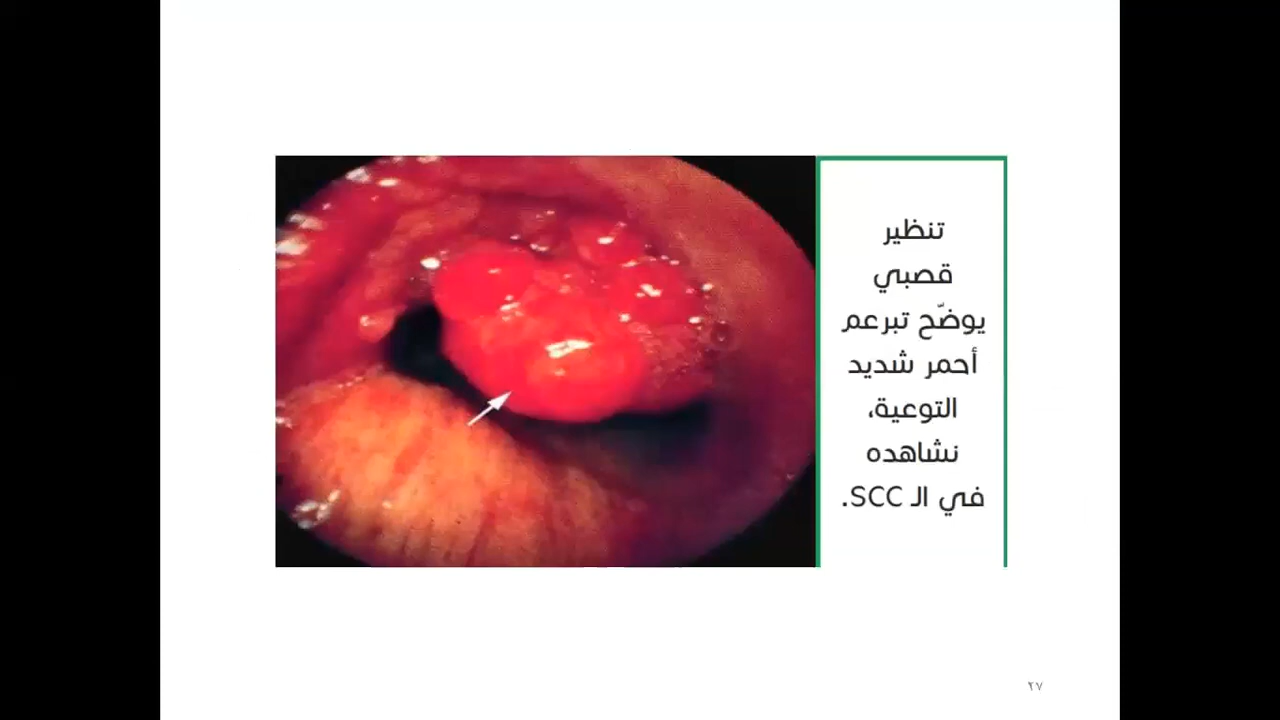 تنظير
قصبي
يوضّح تبرعم
أحمر شديد
التوعية،
نشاهده
في الـ SCC.
٢٧